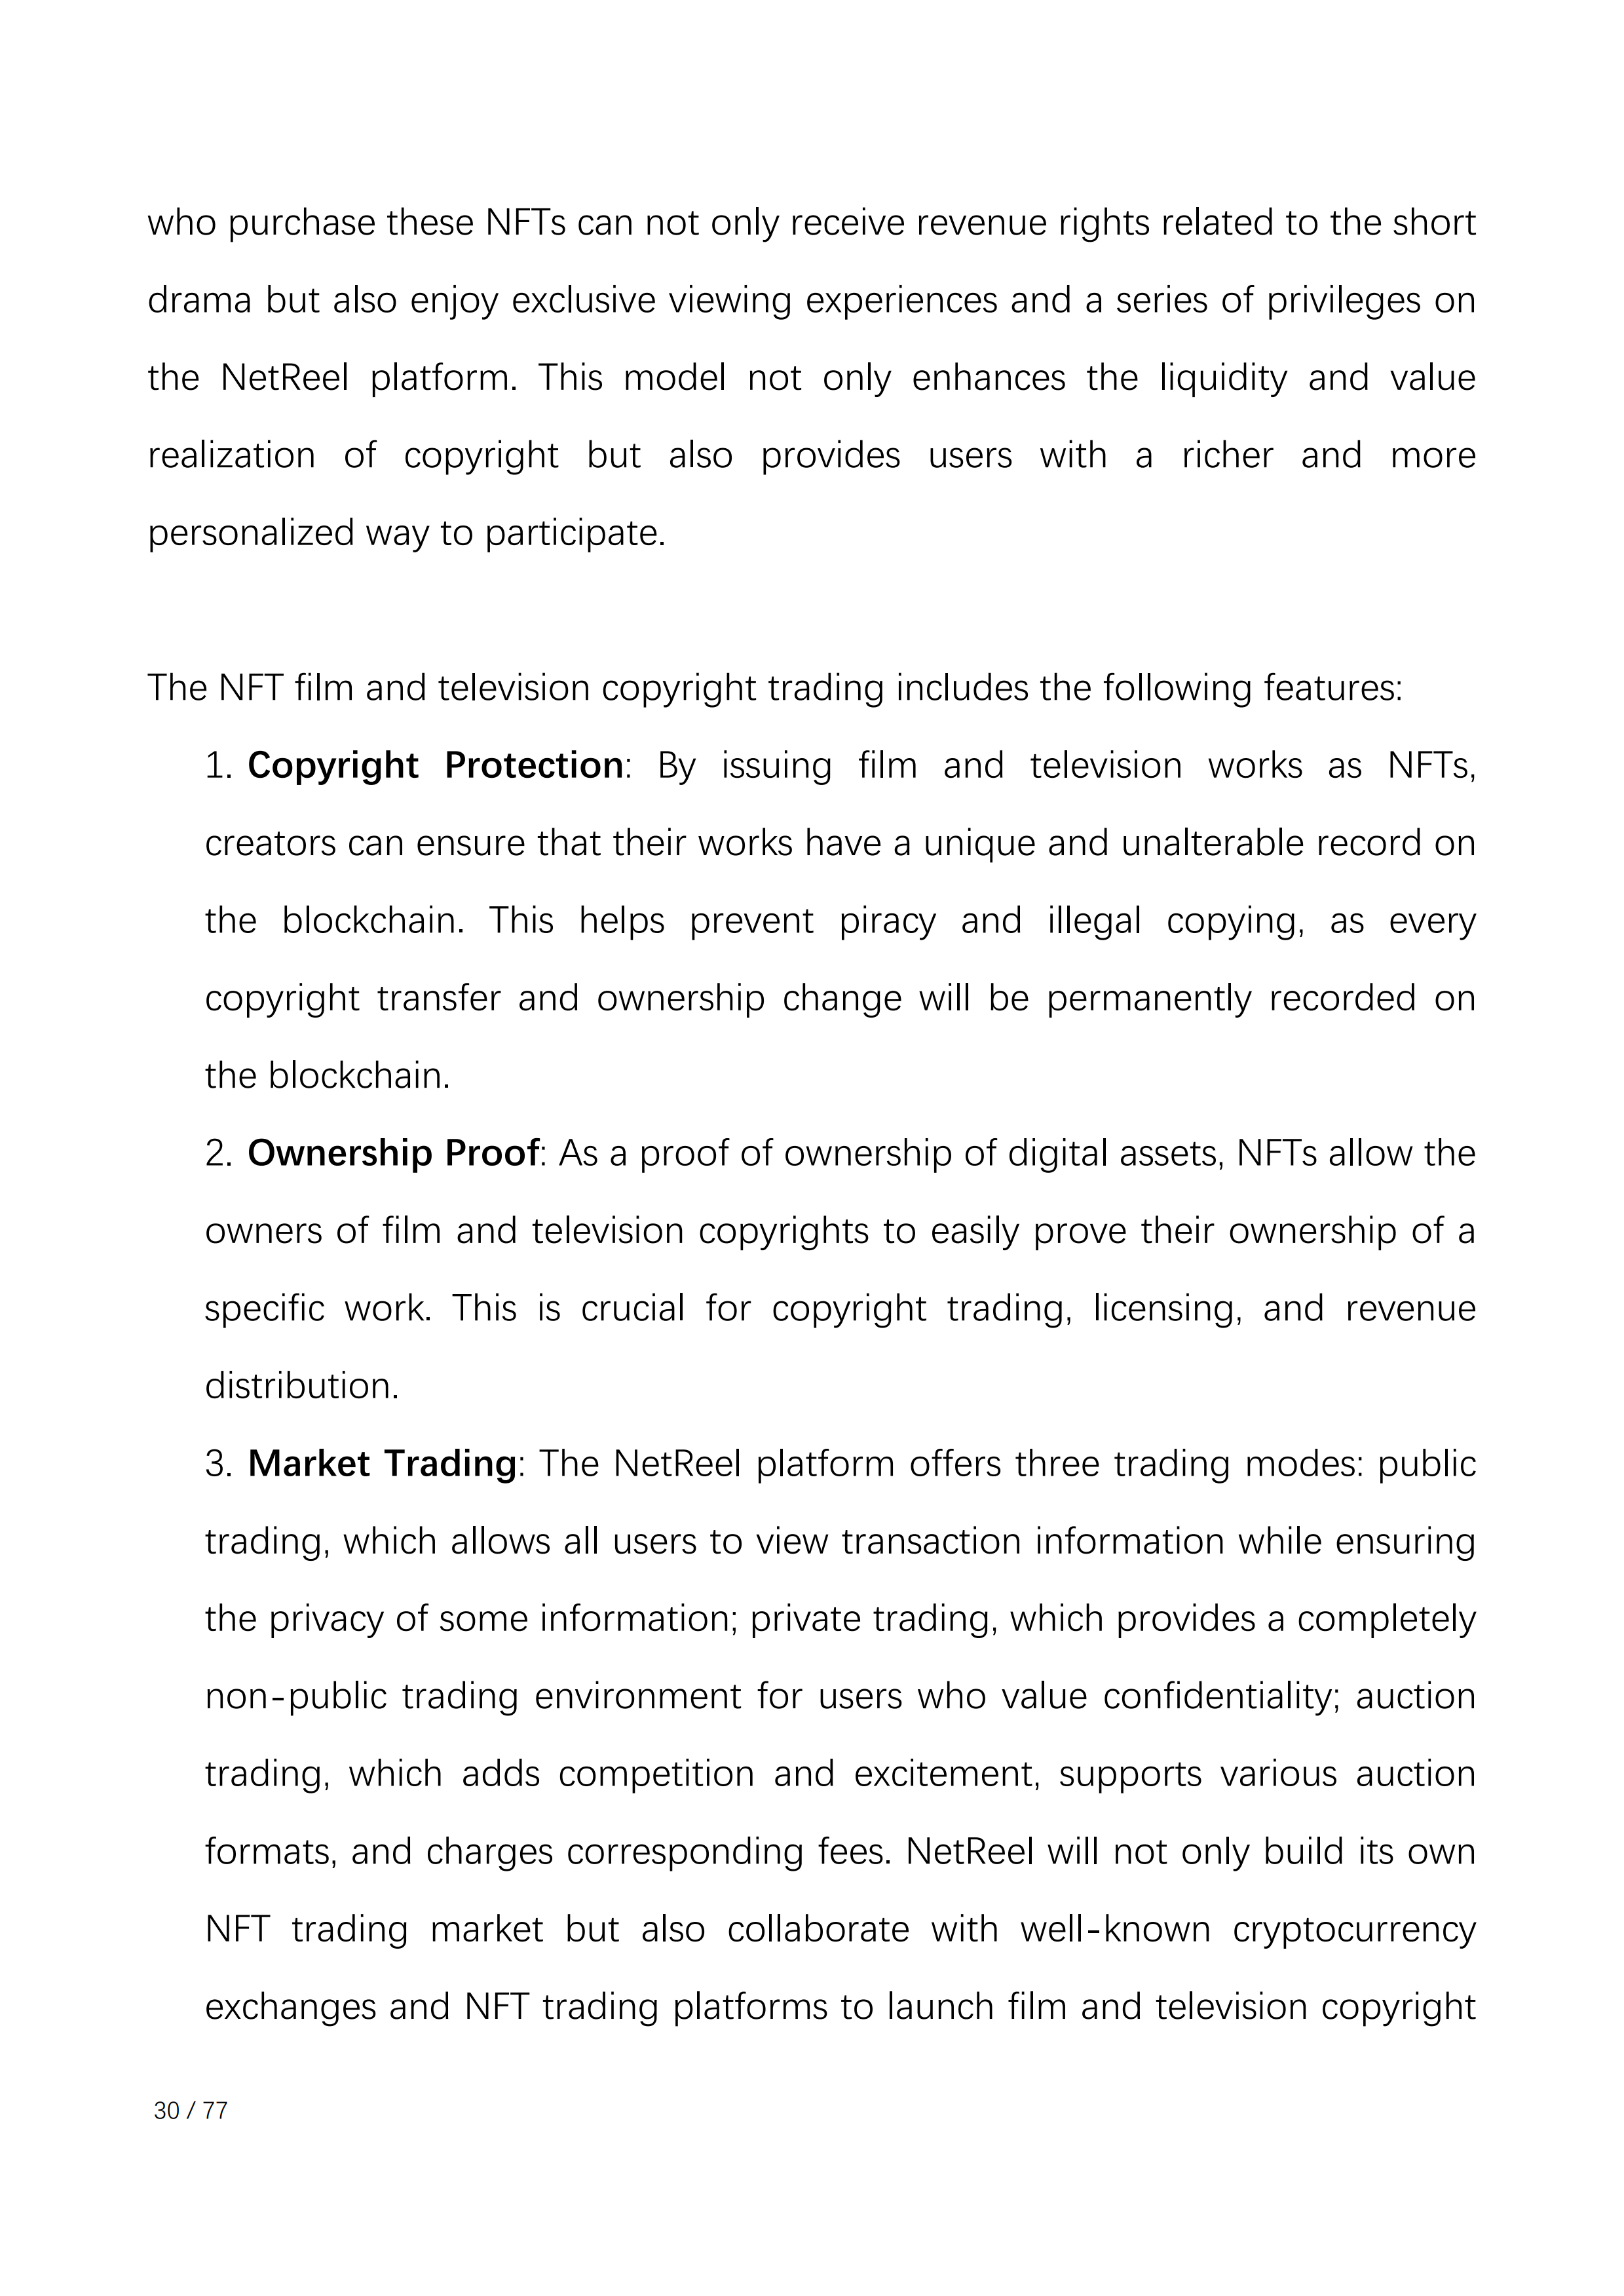 who purchase these NFTs can not only receive revenue rights related to the short
drama but also enjoy exclusive viewing experiences and a series of privileges on
the NetReel platform. This model not only enhances the liquidity and value
realization of copyright but also provides users with a richer and more
personalized way to participate.
The NFT film and television copyright trading includes the following features:
1. Copyright Protection: By issuing film and television works as NFTs,
creators can ensure that their works have a unique and unalterable record on
the blockchain. This helps prevent piracy and illegal copying, as every
copyright transfer and ownership change will be permanently recorded on
the blockchain.
2. Ownership Proof: As a proof of ownership of digital assets, NFTs allow the
owners of film and television copyrights to easily prove their ownership of a
specific work. This is crucial for copyright trading, licensing, and revenue
distribution.
3. Market Trading: The NetReel platform offers three trading modes: public
trading, which allows all users to view transaction information while ensuring
the privacy of some information; private trading, which provides a completely
non-public trading environment for users who value confidentiality; auction
trading, which adds competition and excitement, supports various auction
formats, and charges corresponding fees. NetReel will not only build its own
NFT trading market but also collaborate with well-known cryptocurrency
exchanges and NFT trading platforms to launch film and television copyright
30 / 77